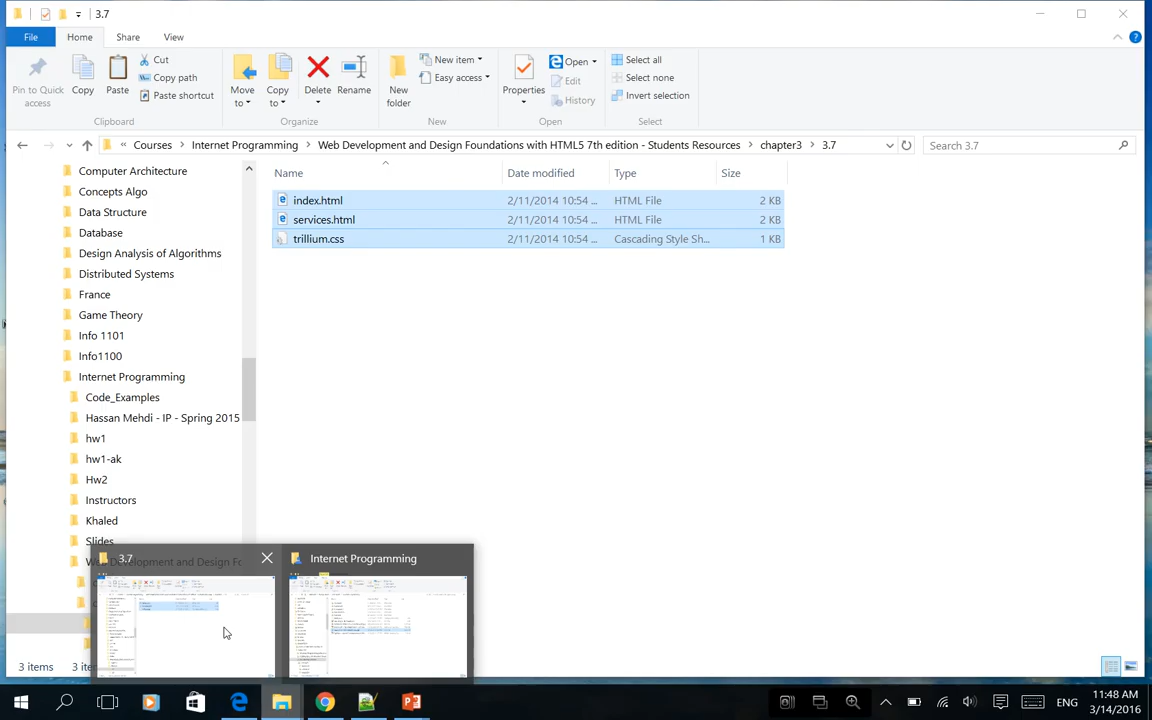 3.7
File
Home
Share
View
Pin to Quick access
Copy
Paste
Cut
Copy path
Paste shortcut
Clipboard
Move to
Copy to
Delete
Rename
Organize
New folder
New item
Easy access
New
Properties
Open
Edit
History
Open
Select all
Select none
Invert selection
Select
« Courses > Internet Programming > Web Development and Design Foundations with HTML5 7th edition - Students Resources > chapter3 > 3.7
Search 3.7
Name Date modified Type Size
index.html 2/11/2014 10:54 ... HTML File 2 KB
services.html 2/11/2014 10:54 ... HTML File 2 KB
trillium.css 2/11/2014 10:54 ... Cascading Style Sh... 1 KB
Computer Architecture
Concepts Algo
Data Structure
Database
Design Analysis of Algorithms
Distributed Systems
France
Game Theory
Info 1101
Info1100
Internet Programming
Code_Examples
Hassan Mehdi - IP - Spring 2015
hw1
hw1-ak
Hw2
Instructors
Khaled
Slides
3.7
Internet Programming
3 items
ENG
11:48 AM
3/14/2016